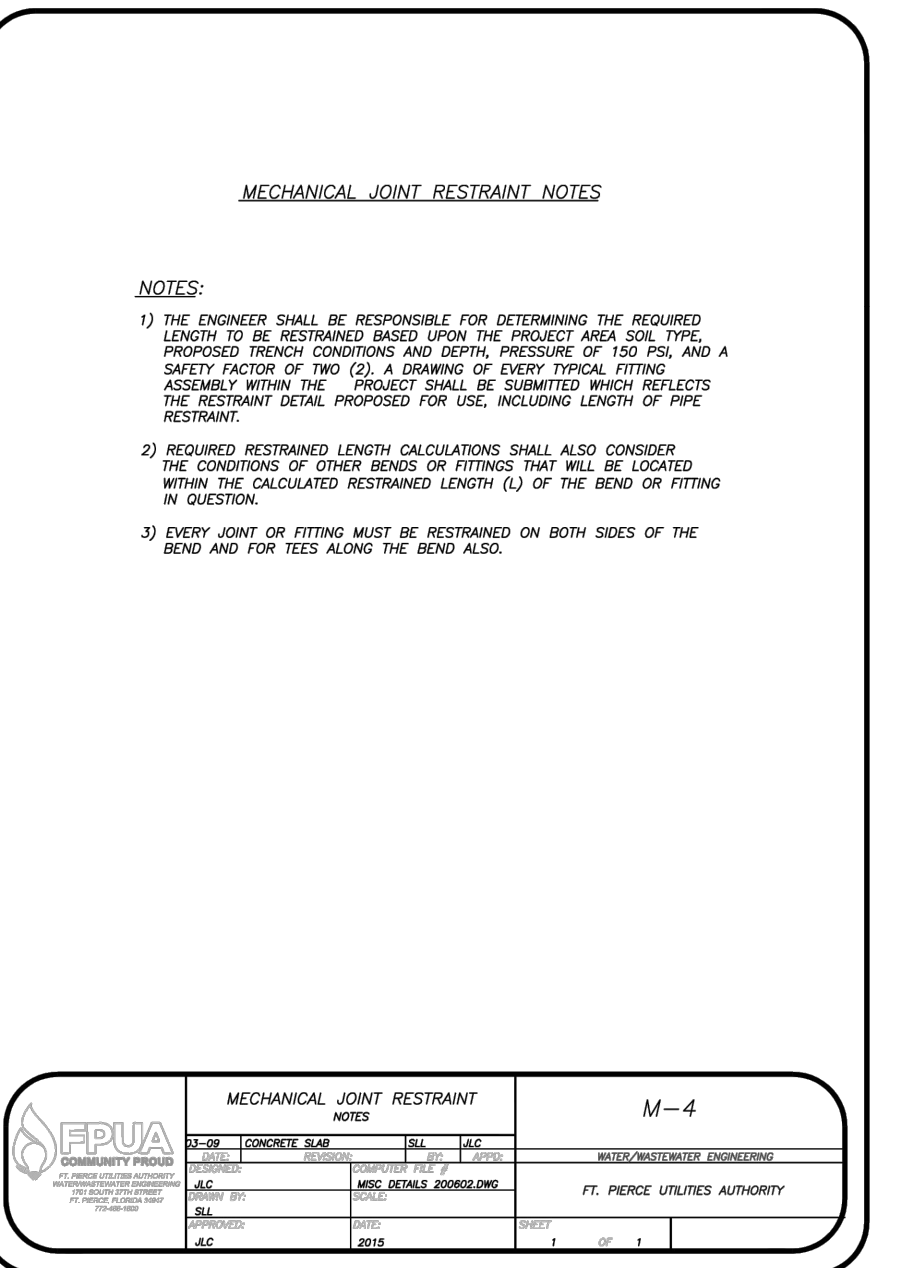 MECHANICAL JOINT RESTRAINT NOTES
NOTES:
1) THE ENGINEER SHALL BE RESPONSIBLE FOR DETERMINING THE REQUIRED
LENGTH TO BE RESTRAINED BASED UPON THE PROJECT AREA SOIL TYPE,
PROPOSED TRENCH CONDITIONS AND DEPTH, PRESSURE OF 150 PSI, AND A
SAFETY FACTOR OF TWO (2). A DRAWING OF EVERY TYPICAL FITTING
ASSEMBLY WITHIN THE PROJECT SHALL BE SUBMITTED WHICH REFLECTS
THE RESTRAINT DETAIL PROPOSED FOR USE, INCLUDING LENGTH OF PIPE
RESTRAINT.
2) REQUIRED RESTRAINED LENGTH CALCULATIONS SHALL ALSO CONSIDER
THE CONDITIONS OF OTHER BENDS OR FITTINGS THAT WILL BE LOCATED
WITHIN THE CALCULATED RESTRAINED LENGTH (L) OF THE BEND OR FITTING
IN QUESTION.
3) EVERY JOINT OR FITTING MUST BE RESTRAINED ON BOTH SIDES OF THE
BEND AND FOR TEES ALONG THE BEND ALSO.
FPUA
COMMUNITY PROUD
FT. PIERCE UTILITIES AUTHORITY
WATER/WASTEWATER ENGINEERING
1701 SOUTH 37TH STREET
FT. PIERCE, FLORIDA 34947
MECHANICAL JOINT RESTRAINT
NOTES
03-09 CONCRETE SLAB SLL JLC
DATE: REVISION: BY: APPD:
DESIGNED: COMPUTER FILE #
JLC MISC DETAILS 200602.DWG
DRAWN BY: SCALE:
SLL
APPROVED: DATE:
JLC 2015
M-4
WATER/WASTEWATER ENGINEERING
FT. PIERCE UTILITIES AUTHORITY
SHEET
1 OF 1